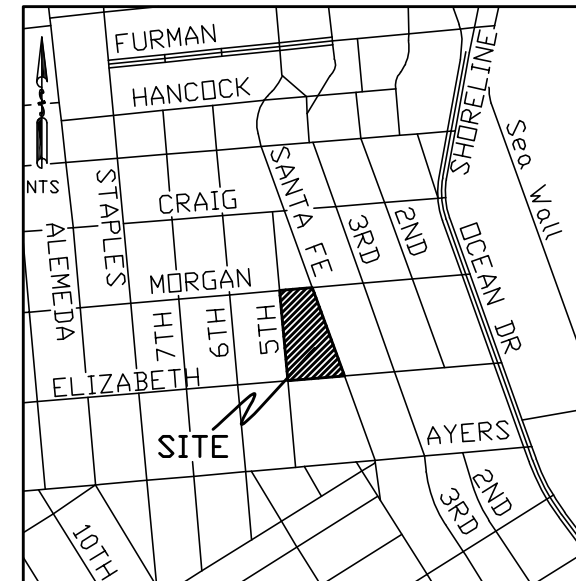 FURMAN
HANCOCK
SHORELINE
Sea Wall
NTS
STAPLES
SANTA FE
CRAIG
ALEMEDA
3RD
2ND
OCEAN DR
MORGAN
7TH
6TH
5TH
ELIZABETH
SITE
AYERS
10TH
3RD
2ND